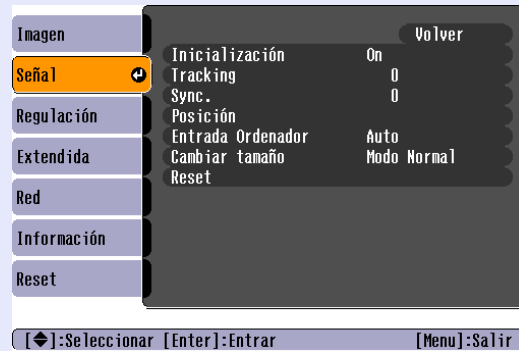 Imagen
Señal
Regulación
Extendida
Red
Información
Reset
Volver
Inicialización On
Tracking 0
Sync. 0
Posición
Entrada Ordenador Auto
Cambiar tamaño Modo Normal
Reset
[◆]:Seleccionar [Enter]:Entrar [Menu]:Salir